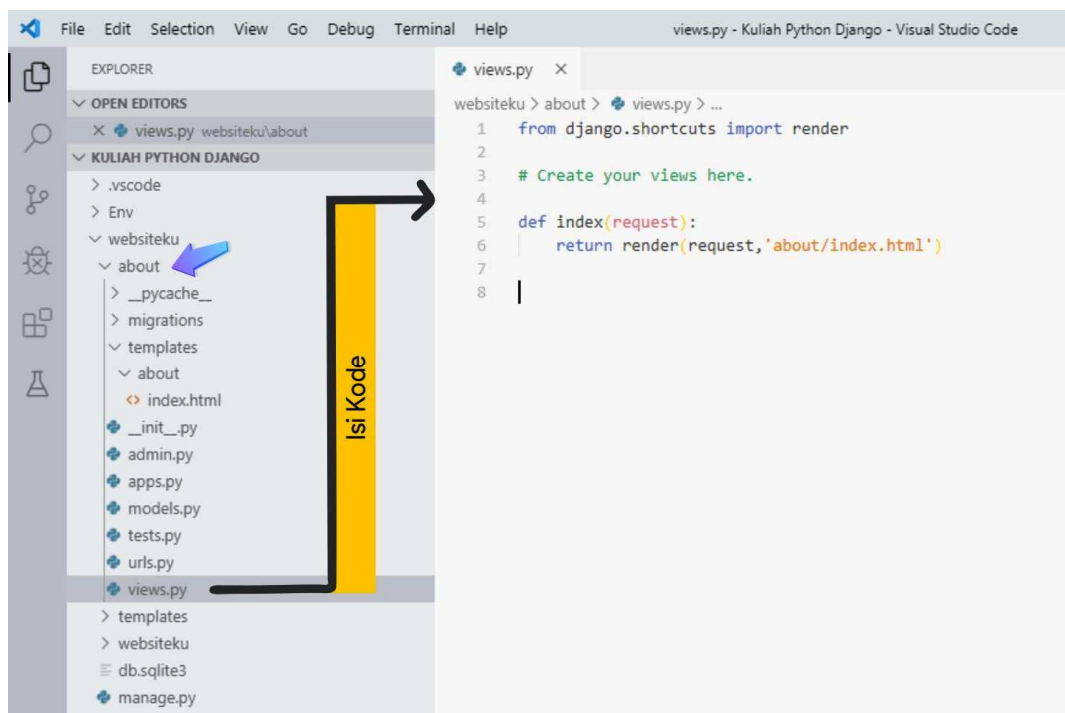 File Edit Selection View Go Debug Terminal Help views.py - Kuliah Python Django - Visual Studio Code
EXPLORER
OPEN EDITORS
views.py websiteku\about
KULIAH PYTHON DJANGO
.vscode
Env
websiteku
about
__pycache__
migrations
templates
about
index.html
__init__.py
admin.py
apps.py
models.py
tests.py
urls.py
views.py
templates
websiteku
db.sqlite3
manage.py
Isi Kode
views.py
websiteku > about > views.py > ...
1 from django.shortcuts import render
2
3 # Create your views here.
4
5 def index(request):
6 return render(request,'about/index.html')
7
8